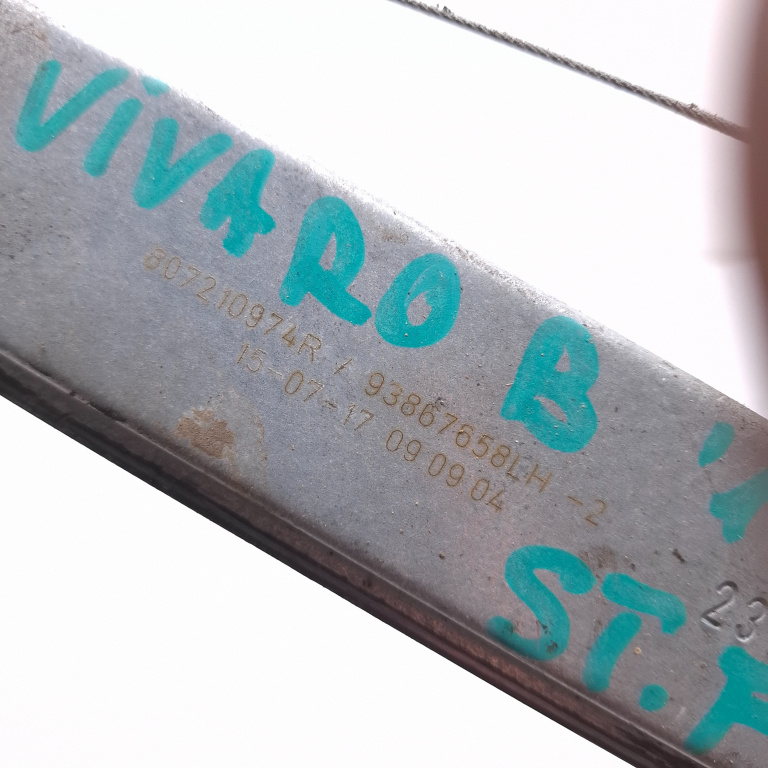 VIVARO B
807210974R / 93867658LH -2
15-07-17 09 09 04
23
ST.F